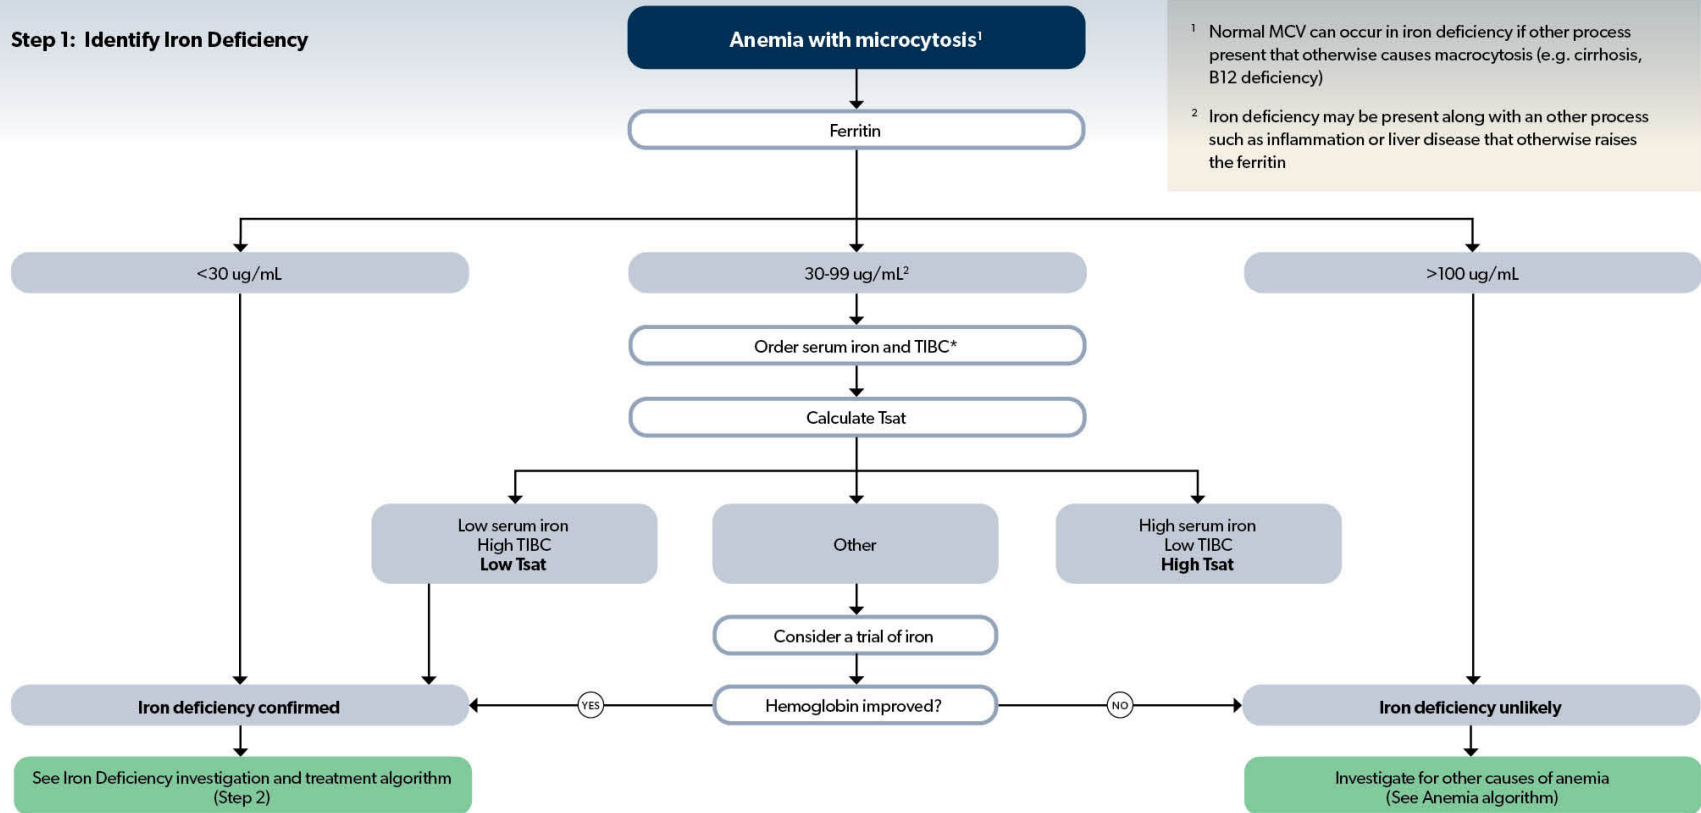 Step 1: Identify Iron Deficiency
Anemia with microcytosis¹
¹ Normal MCV can occur in iron deficiency if other process
present that otherwise causes macrocytosis (e.g. cirrhosis,
B12 deficiency)
² Iron deficiency may be present along with an other process
such as inflammation or liver disease that otherwise raises
the ferritin
Ferritin
<30 ug/mL
30-99 ug/mL²
>100 ug/mL
Order serum iron and TIBC*
Calculate Tsat
Low serum iron
High TIBC
Low Tsat
Other
High serum iron
Low TIBC
High Tsat
Consider a trial of iron
Iron deficiency confirmed
YES
Hemoglobin improved?
NO
Iron deficiency unlikely
See Iron Deficiency investigation and treatment algorithm
(Step 2)
Investigate for other causes of anemia
(See Anemia algorithm)